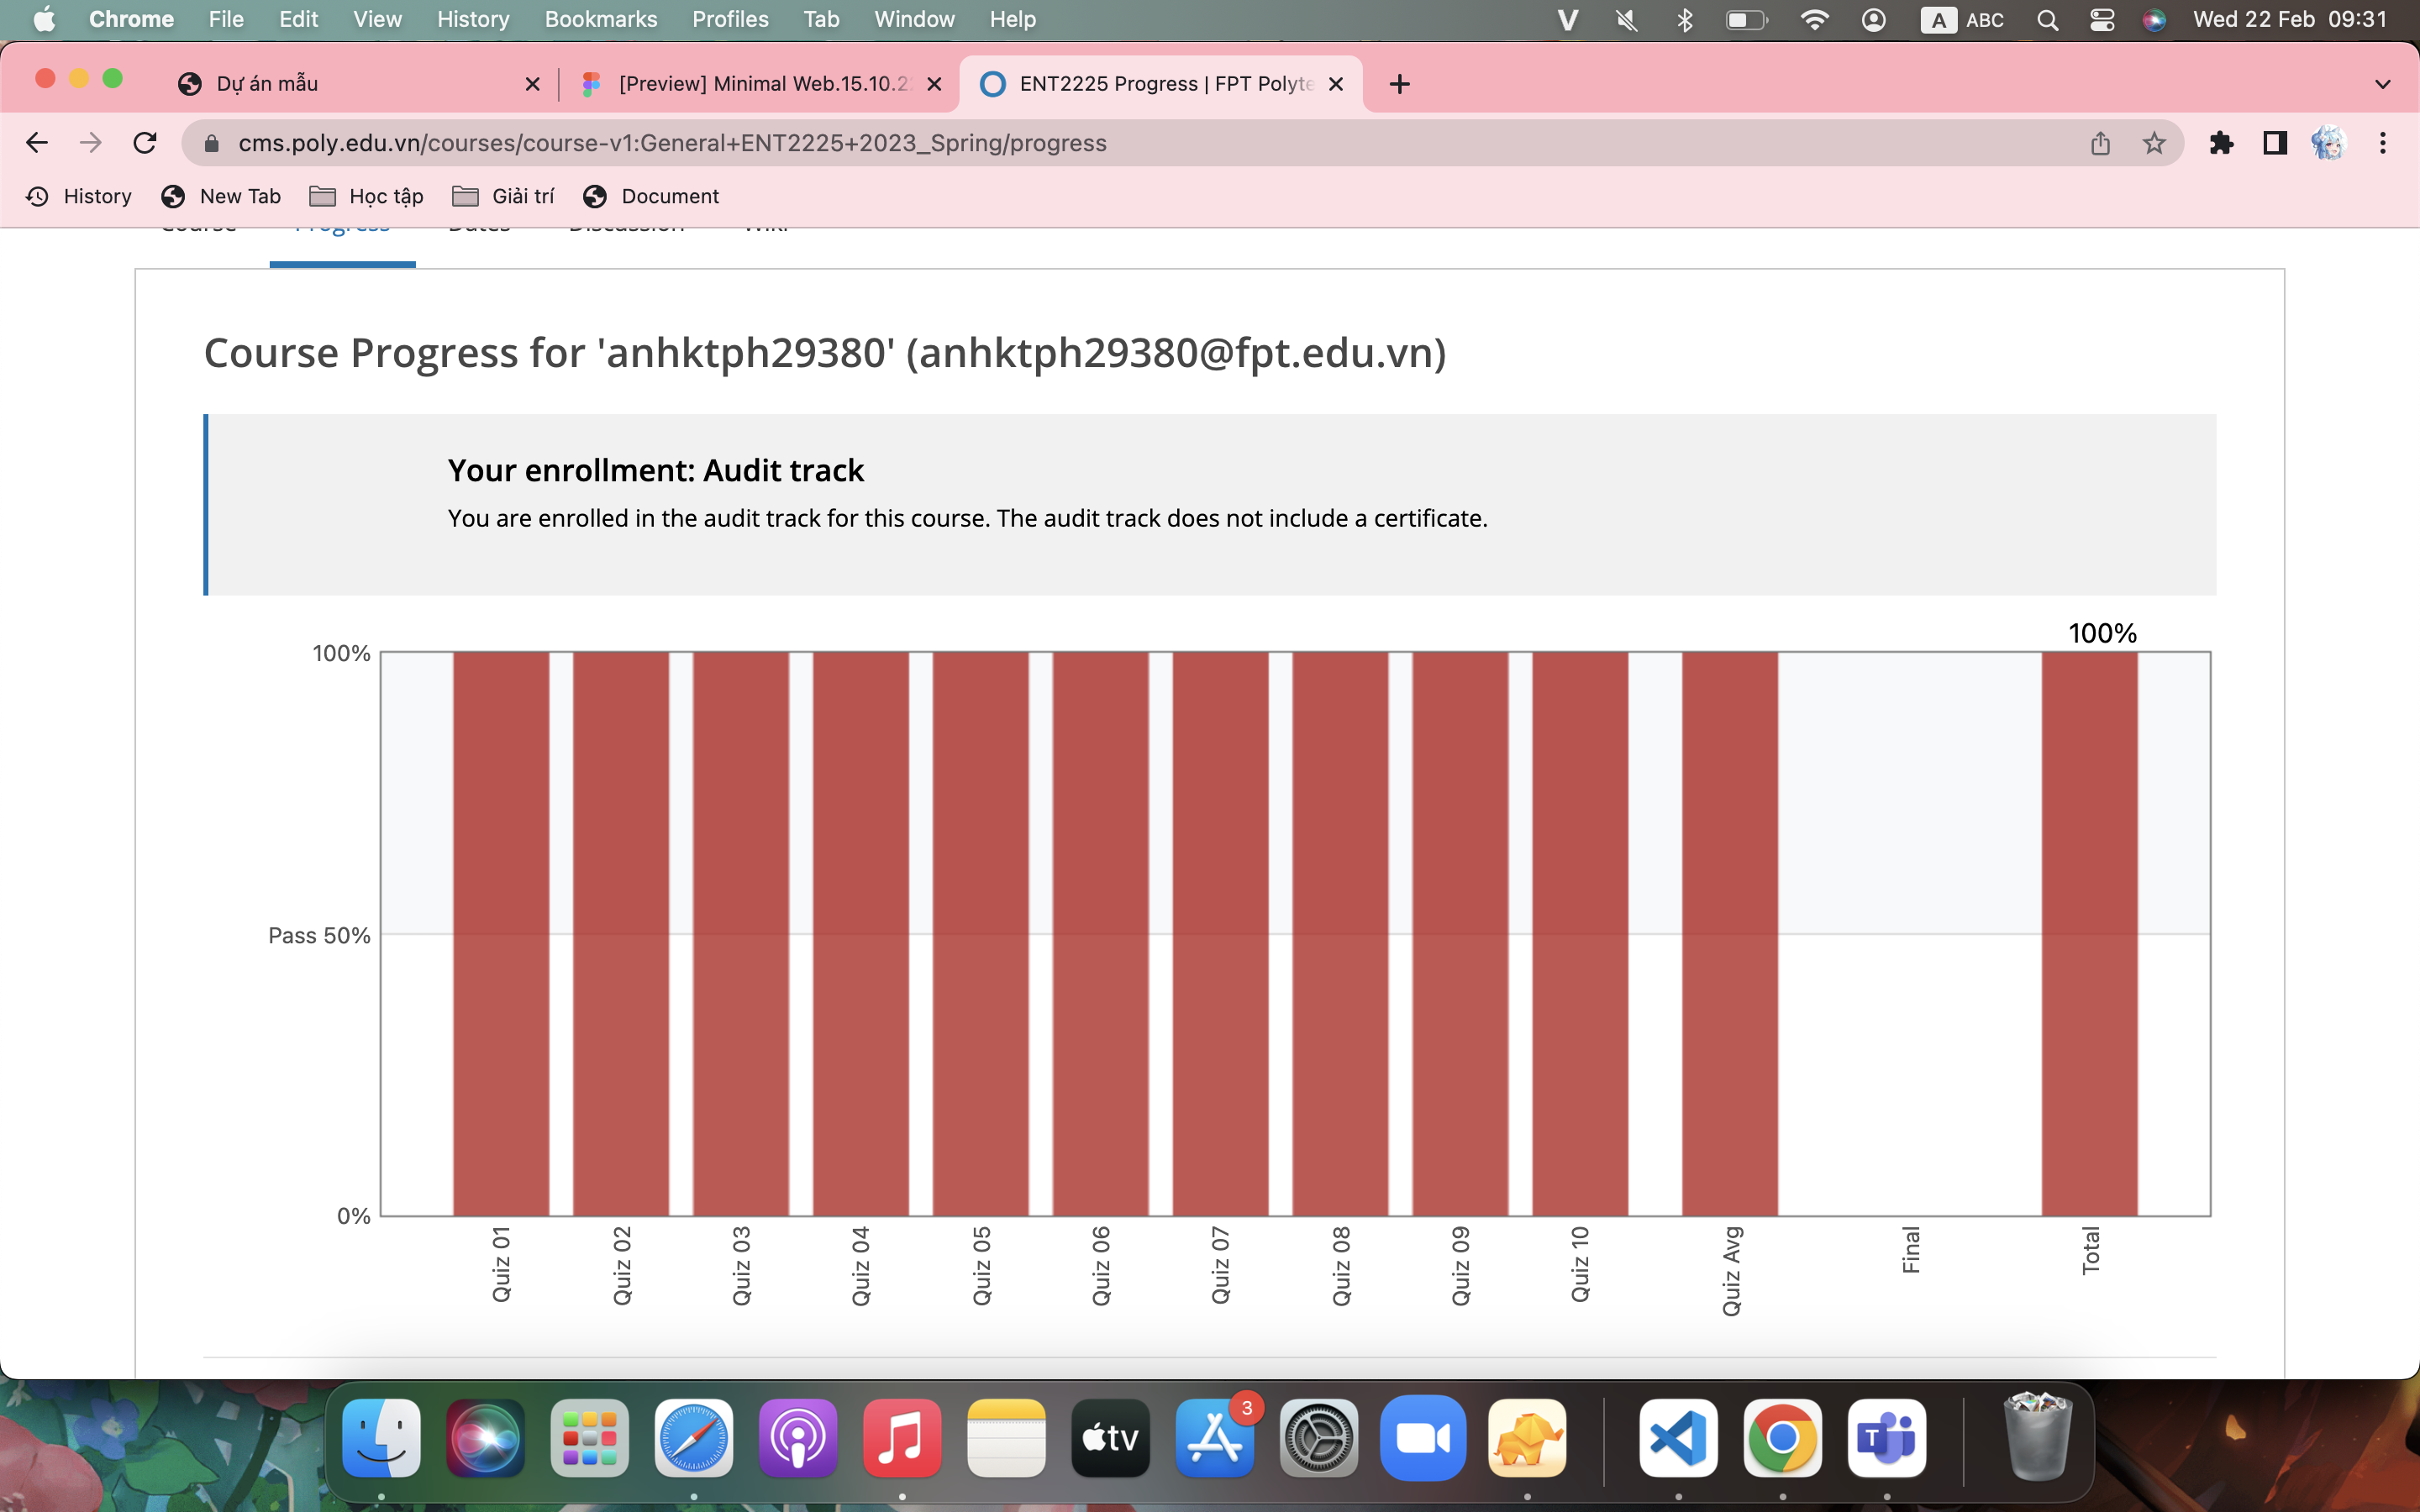 Chrome File Edit View History Bookmarks Profiles Tab Window Help A ABC Wed 22 Feb 09:31
Dự án mẫu [Preview] Minimal Web.15.10.2 ENT2225 Progress | FPT Polyte
cms.poly.edu.vn/courses/course-v1:General+ENT2225+2023_Spring/progress
History New Tab Học tập Giải trí Document
Course Progress Dates Discussion Wiki
Course Progress for 'anhktph29380' (anhktph29380@fpt.edu.vn)
Your enrollment: Audit track
You are enrolled in the audit track for this course. The audit track does not include a certificate.
100%
100%
Pass 50%
0%
Quiz 01
Quiz 02
Quiz 03
Quiz 04
Quiz 05
Quiz 06
Quiz 07
Quiz 08
Quiz 09
Quiz 10
Quiz Avg
Final
Total
tv
3
T